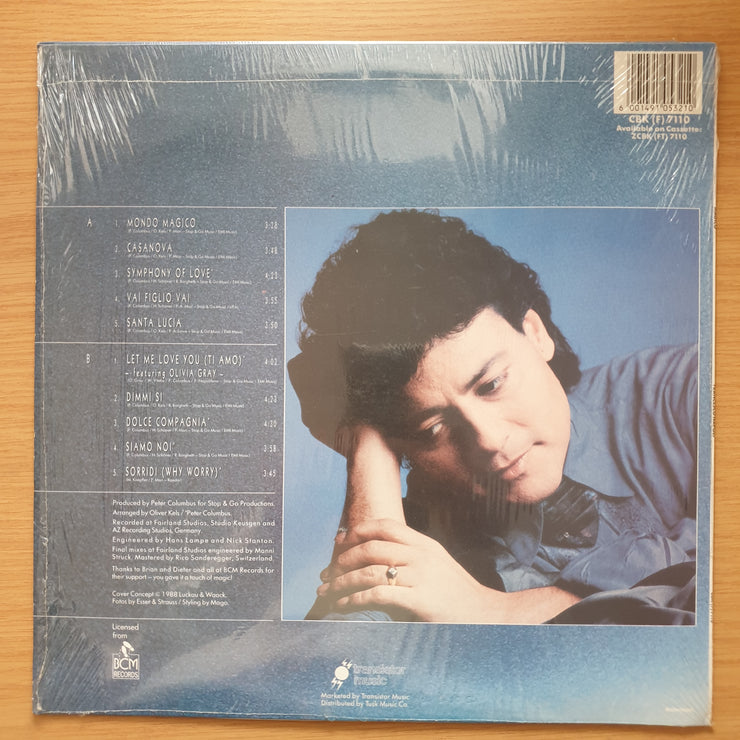 6 001491 053210
CBK (F) 7110
Available on Cassette:
ZCBK (FT) 7110
A 1. MONDO MAGICO 3:28
2. CASANOVA 3:48
3. SYMPHONY OF LOVE* 4:23
4. VAI FIGLIO VAI 3:55
5. SANTA LUCIA 3:50
B 1. LET ME LOVE YOU (TI AMO)* 4:02
– featuring OLIVIA GRAY –
2. DIMMI SI 4:23
3. DOLCE COMPAGNIA* 4:20
4. SIAMO NOI* 3:58
5. SORRIDI (WHY WORRY)* 3:45
Produced by Peter Columbus for Stop & Go Productions.
Arranged by Oliver Kels / *Peter Columbus.
Recorded at Fairland Studios, Studio Keusgen and
AZ Recording Studios, Germany.
Engineered by Hans Lampe and Nick Stanton.
Final mixes at Fairland Studios engineered by Manni
Struck, Mastered by Rico Sonderegger, Switzerland.
Thanks to Brian and Dieter and all at BCM Records for
their support – you gave it a touch of magic!
Cover Concept © 1988 Luckau & Waack.
Fotos by Esser & Strauss / Styling by Mago.
Licensed
from
BCM
RECORDS
transistor
music
Marketed by Transistor Music
Distributed by Tusk Music Co.